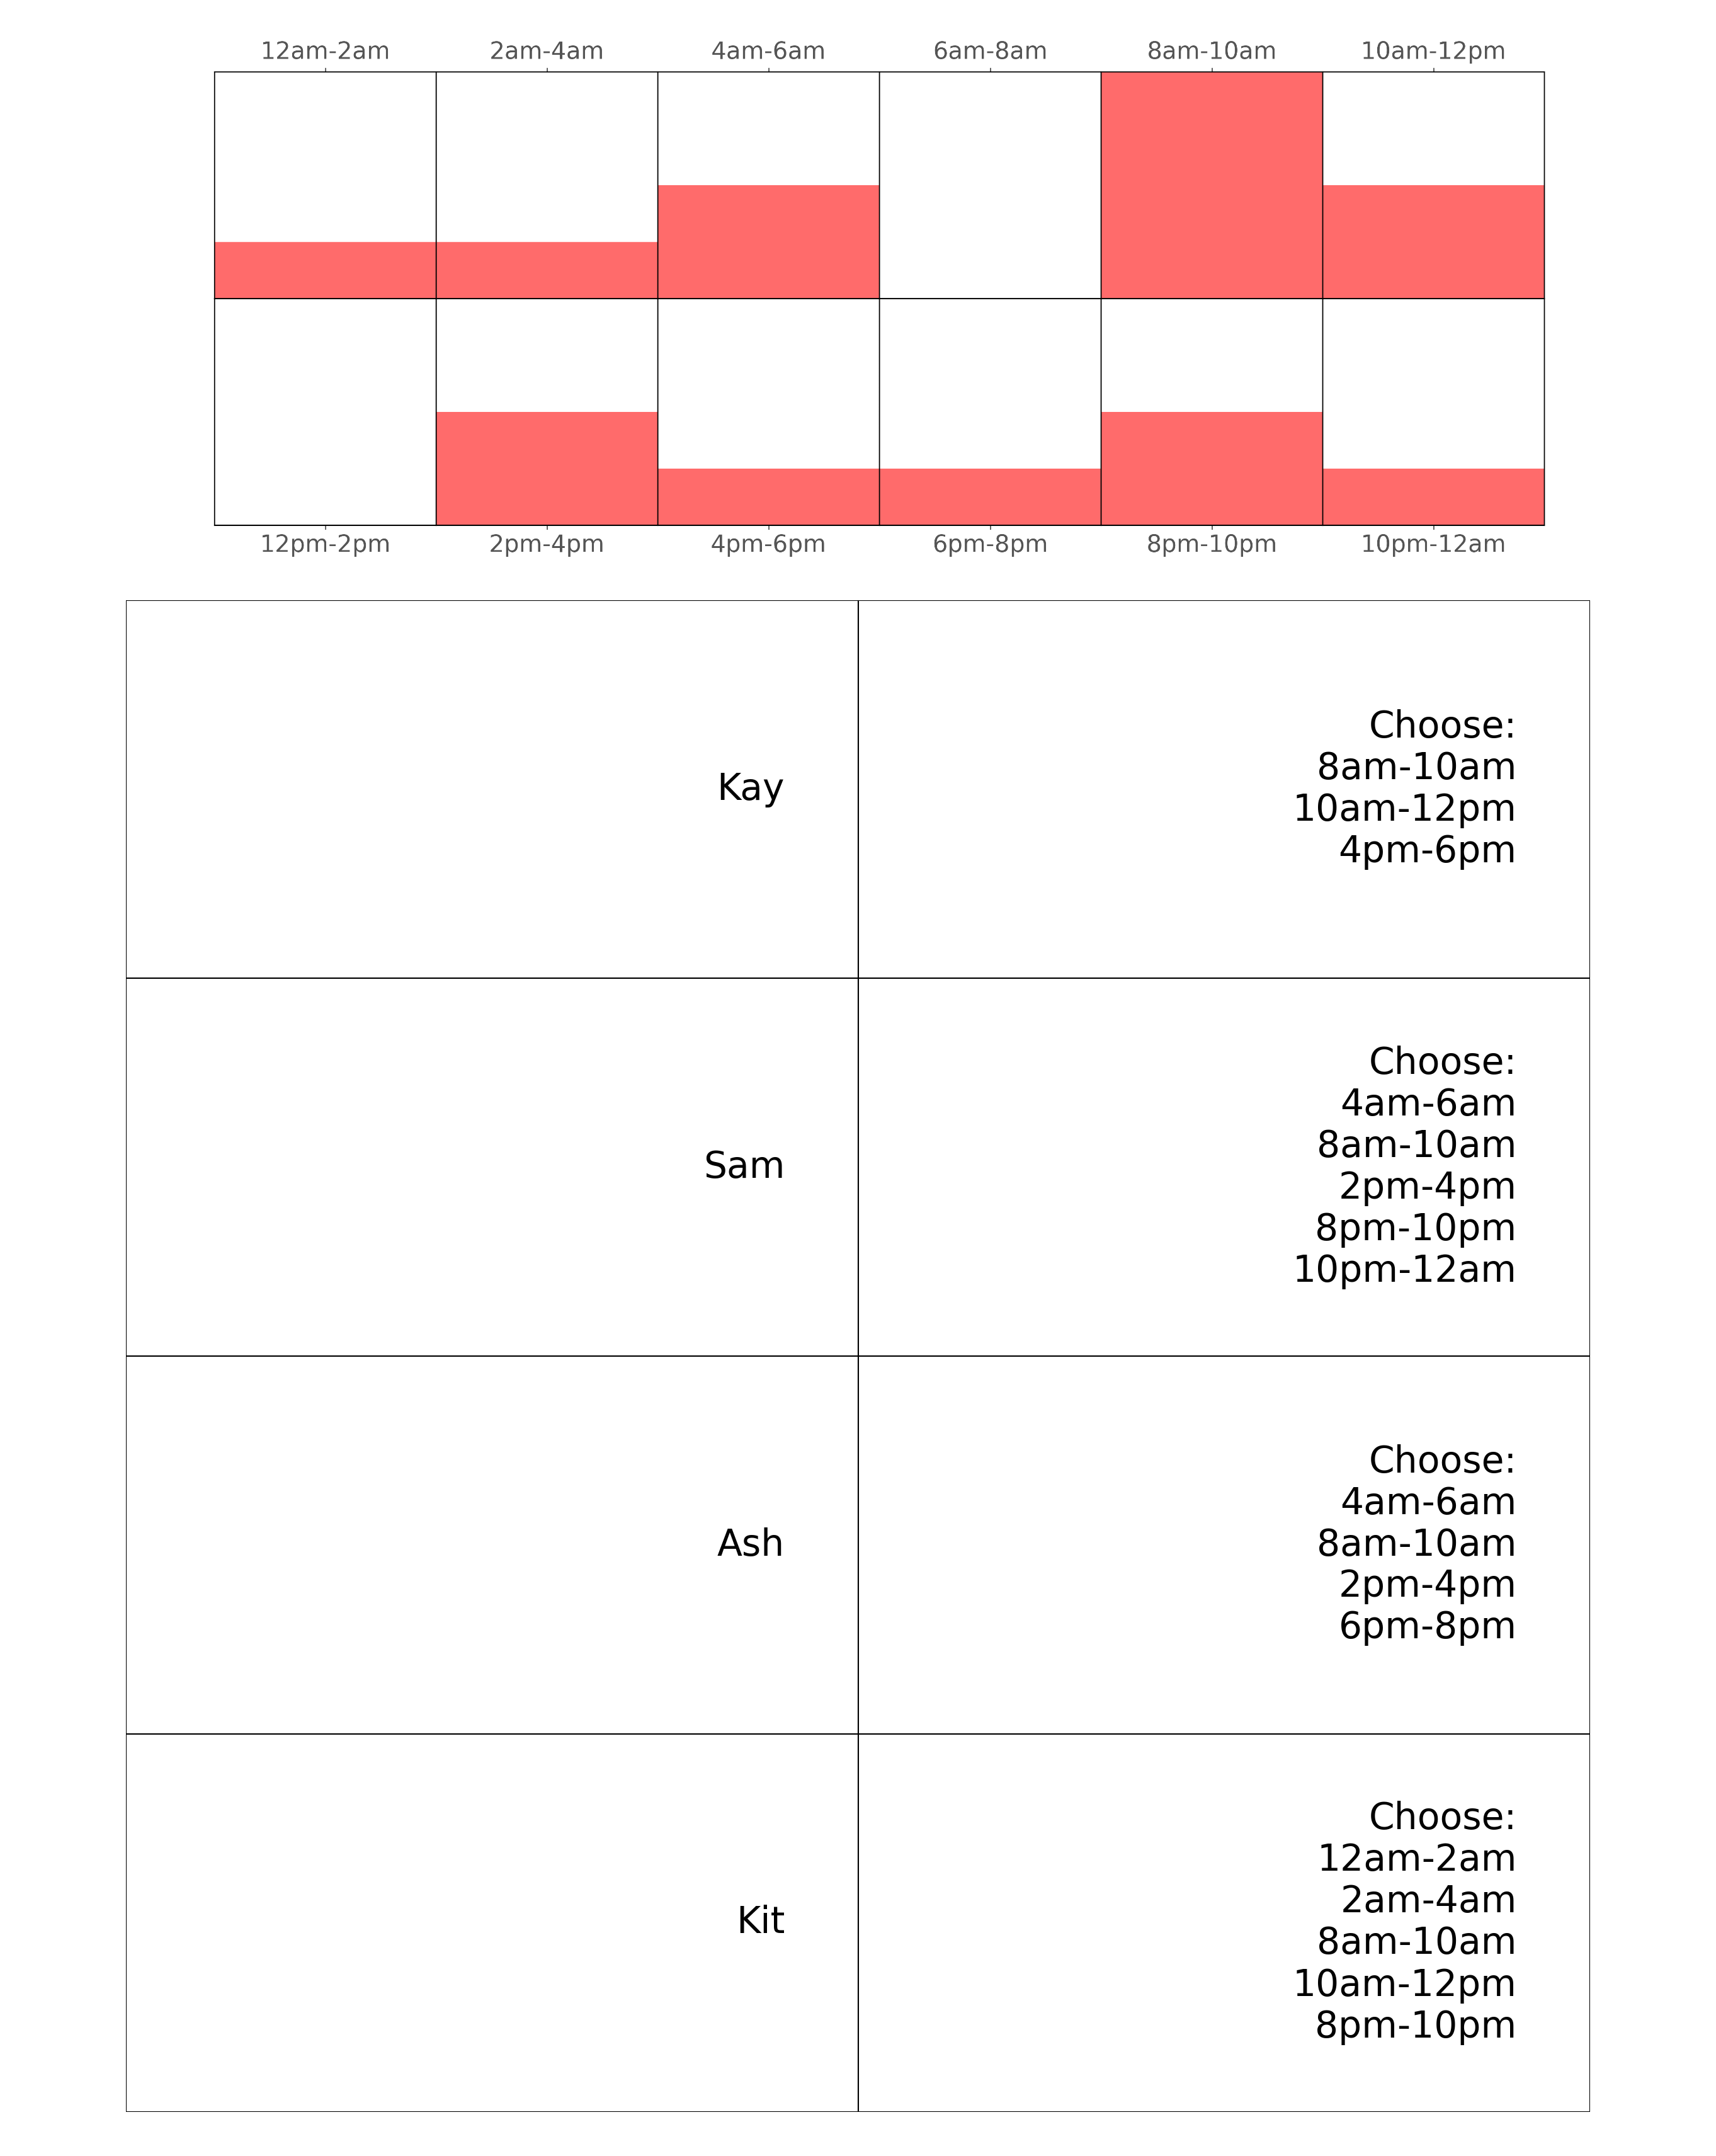 12am-2am 2am-4am 4am-6am 6am-8am 8am-10am 10am-12pm
12pm-2pm 2pm-4pm 4pm-6pm 6pm-8pm 8pm-10pm 10pm-12am
Kay
Choose:
8am-10am
10am-12pm
4pm-6pm
Sam
Choose:
4am-6am
8am-10am
2pm-4pm
8pm-10pm
10pm-12am
Ash
Choose:
4am-6am
8am-10am
2pm-4pm
6pm-8pm
Kit
Choose:
12am-2am
2am-4am
8am-10am
10am-12pm
8pm-10pm